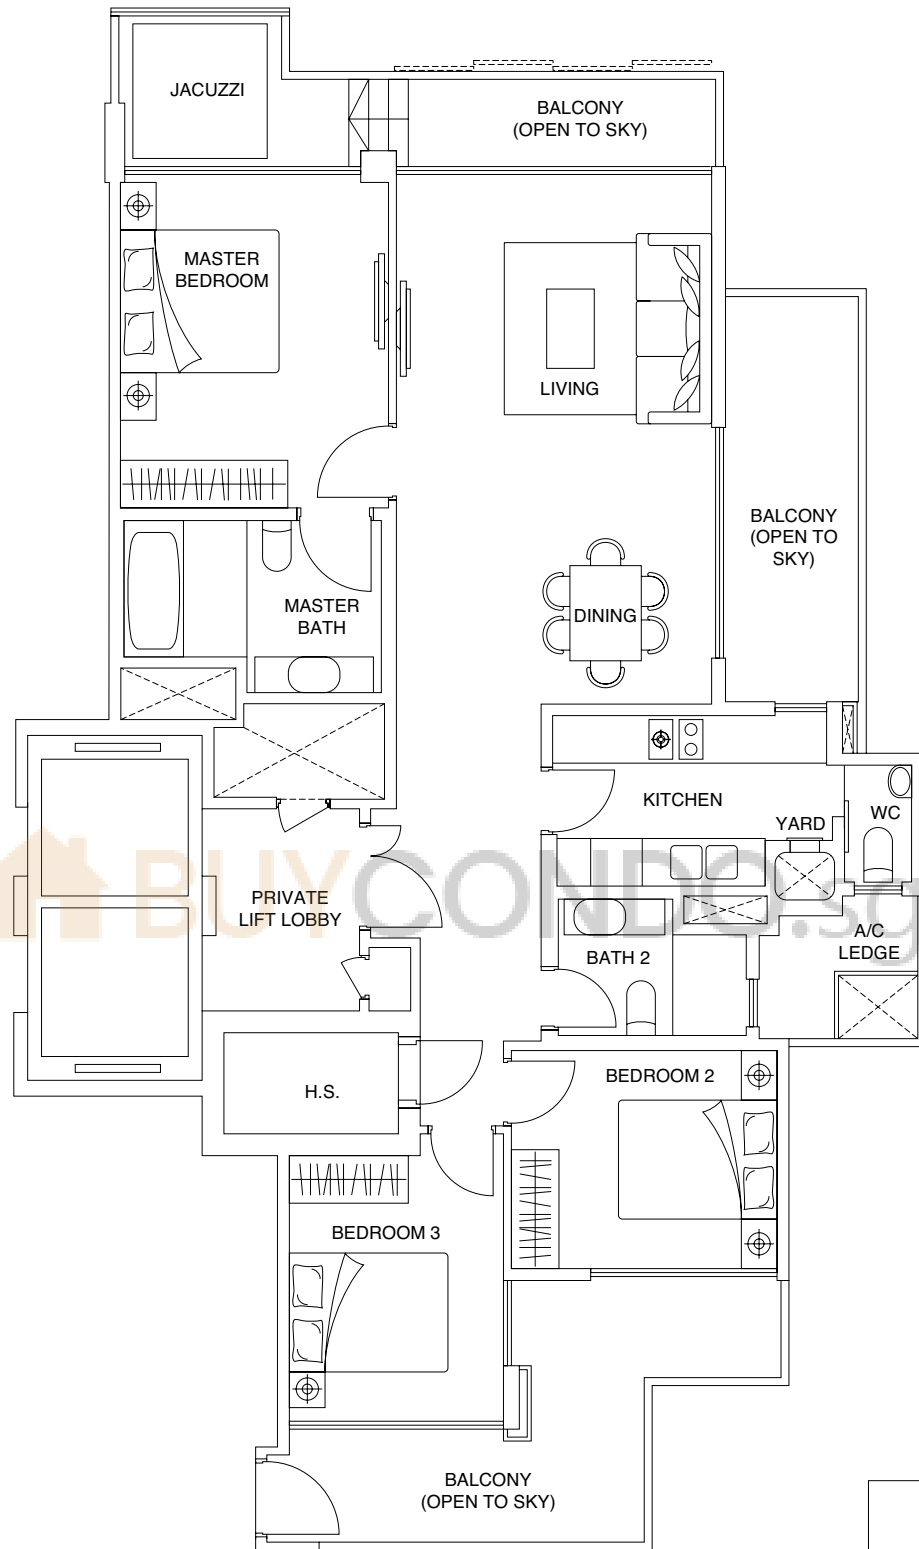 JACUZZI
BALCONY
(OPEN TO SKY)
MASTER
BEDROOM
LIVING
BALCONY
(OPEN TO
SKY)
MASTER
BATH
DINING
KITCHEN
YARD
WC
PRIVATE
LIFT LOBBY
BUYCONDO.sg
BATH 2
A/C
LEDGE
H.S.
BEDROOM 2
BEDROOM 3
BALCONY
(OPEN TO SKY)